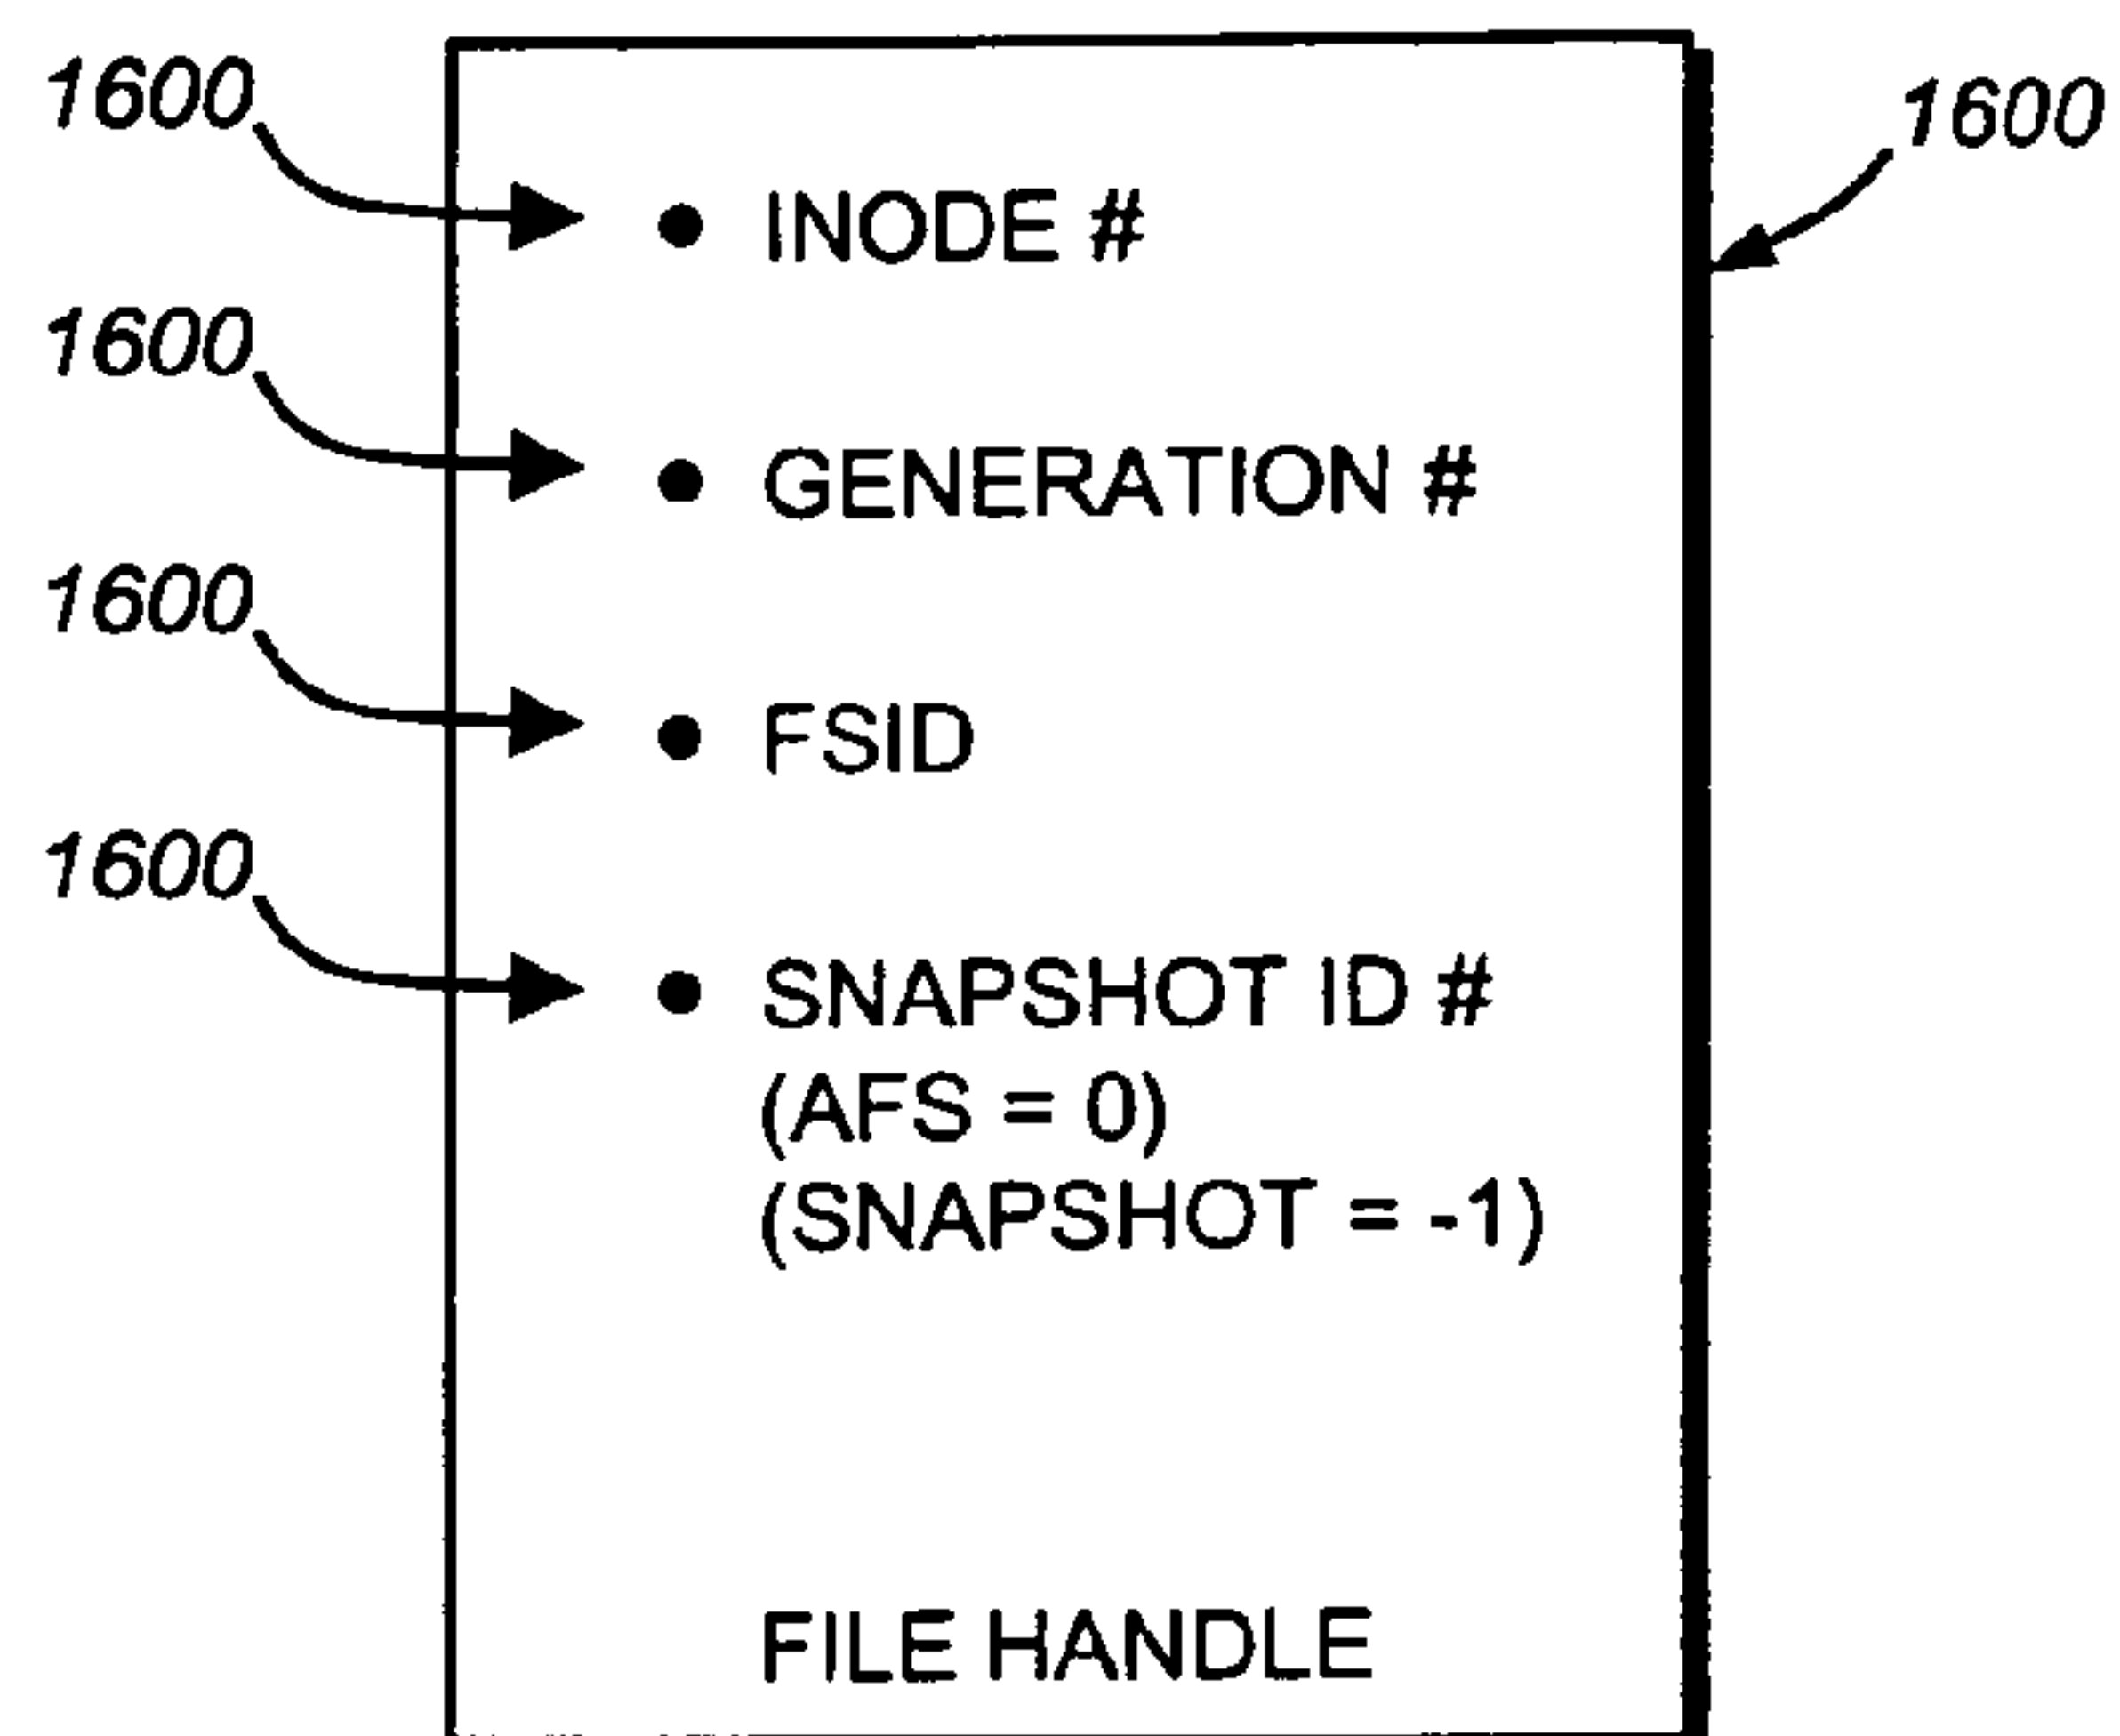 1600
1600
● INODE #
1600
● GENERATION #
1600
● FSID
1600
● SNAPSHOT ID #
(AFS = 0)
(SNAPSHOT = -1)
FILE HANDLE